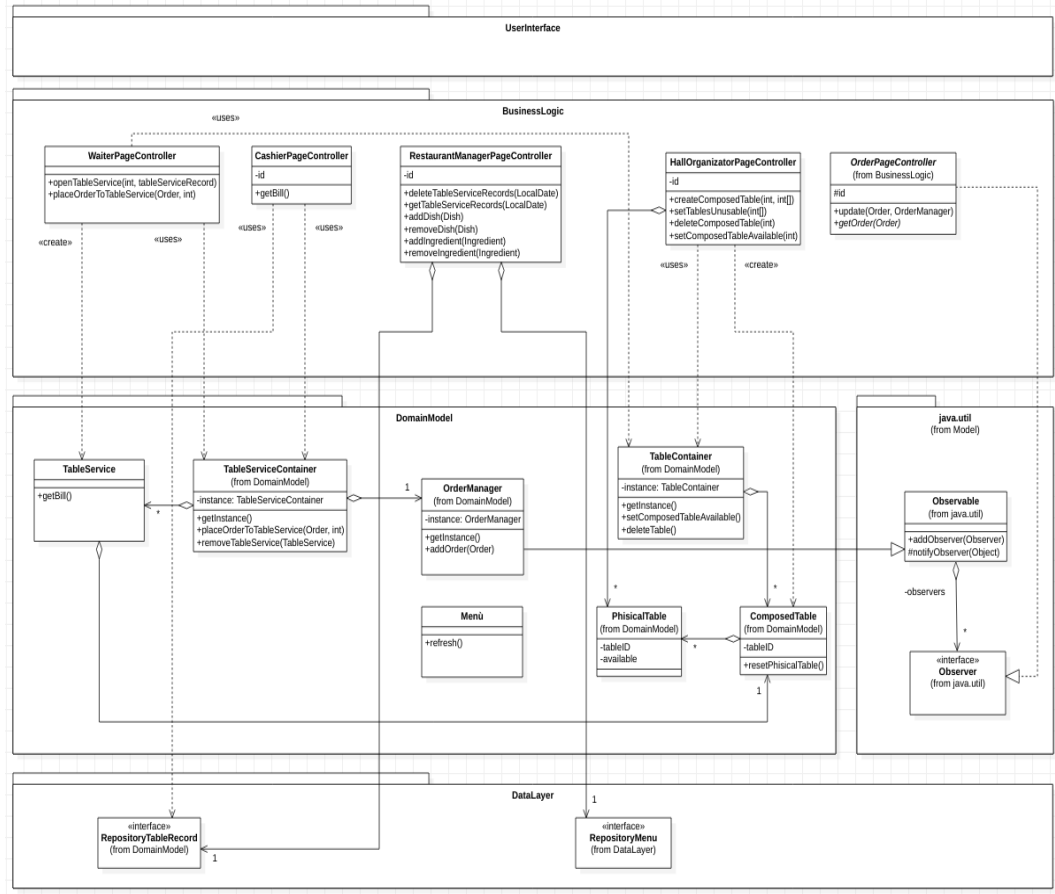 UserInterface
BusinessLogic
«uses»
WaiterPageController
+openTableService(int, tableServiceRecord)
+placeOrderToTableService(Order, int)
CashierPageController
-id
+getBill()
RestaurantManagerPageController
-id
+deleteTableServiceRecords(LocalDate)
+getTableServiceRecords(LocalDate)
+addDish(Dish)
+removeDish(Dish)
+addIngredient(Ingredient)
+removeIngredient(Ingredient)
HallOrganizatorPageController
-id
+createComposedTable(int, int[])
+setTablesUnusable(int[])
+deleteComposedTable(int)
+setComposedTableAvailable(int)
OrderPageController
(from BusinessLogic)
#id
+update(Order, OrderManager)
+getOrder(Order)
«create»
«uses»
«uses»
«uses»
«uses»
«create»
DomainModel
TableService
+getBill()
TableServiceContainer
(from DomainModel)
-instance: TableServiceContainer
+getInstance()
+placeOrderToTableService(Order, int)
+removeTableService(TableService)
*
1
OrderManager
(from DomainModel)
-instance: OrderManager
+getInstance()
+addOrder(Order)
TableContainer
(from DomainModel)
-instance: TableContainer
+getInstance()
+setComposedTableAvailable()
+deleteTable()
Menù
+refresh()
*
*
PhisicalTable
(from DomainModel)
-tableID
-available
*
ComposedTable
(from DomainModel)
-tableID
+resetPhisicalTable()
1
java.util
(from Model)
Observable
(from java.util)
+addObserver(Observer)
#notifyObserver(Object)
-observers
*
«interface»
Observer
(from java.util)
DataLayer
«interface»
RepositoryTableRecord
(from DomainModel)
1
1
«interface»
RepositoryMenu
(from DataLayer)